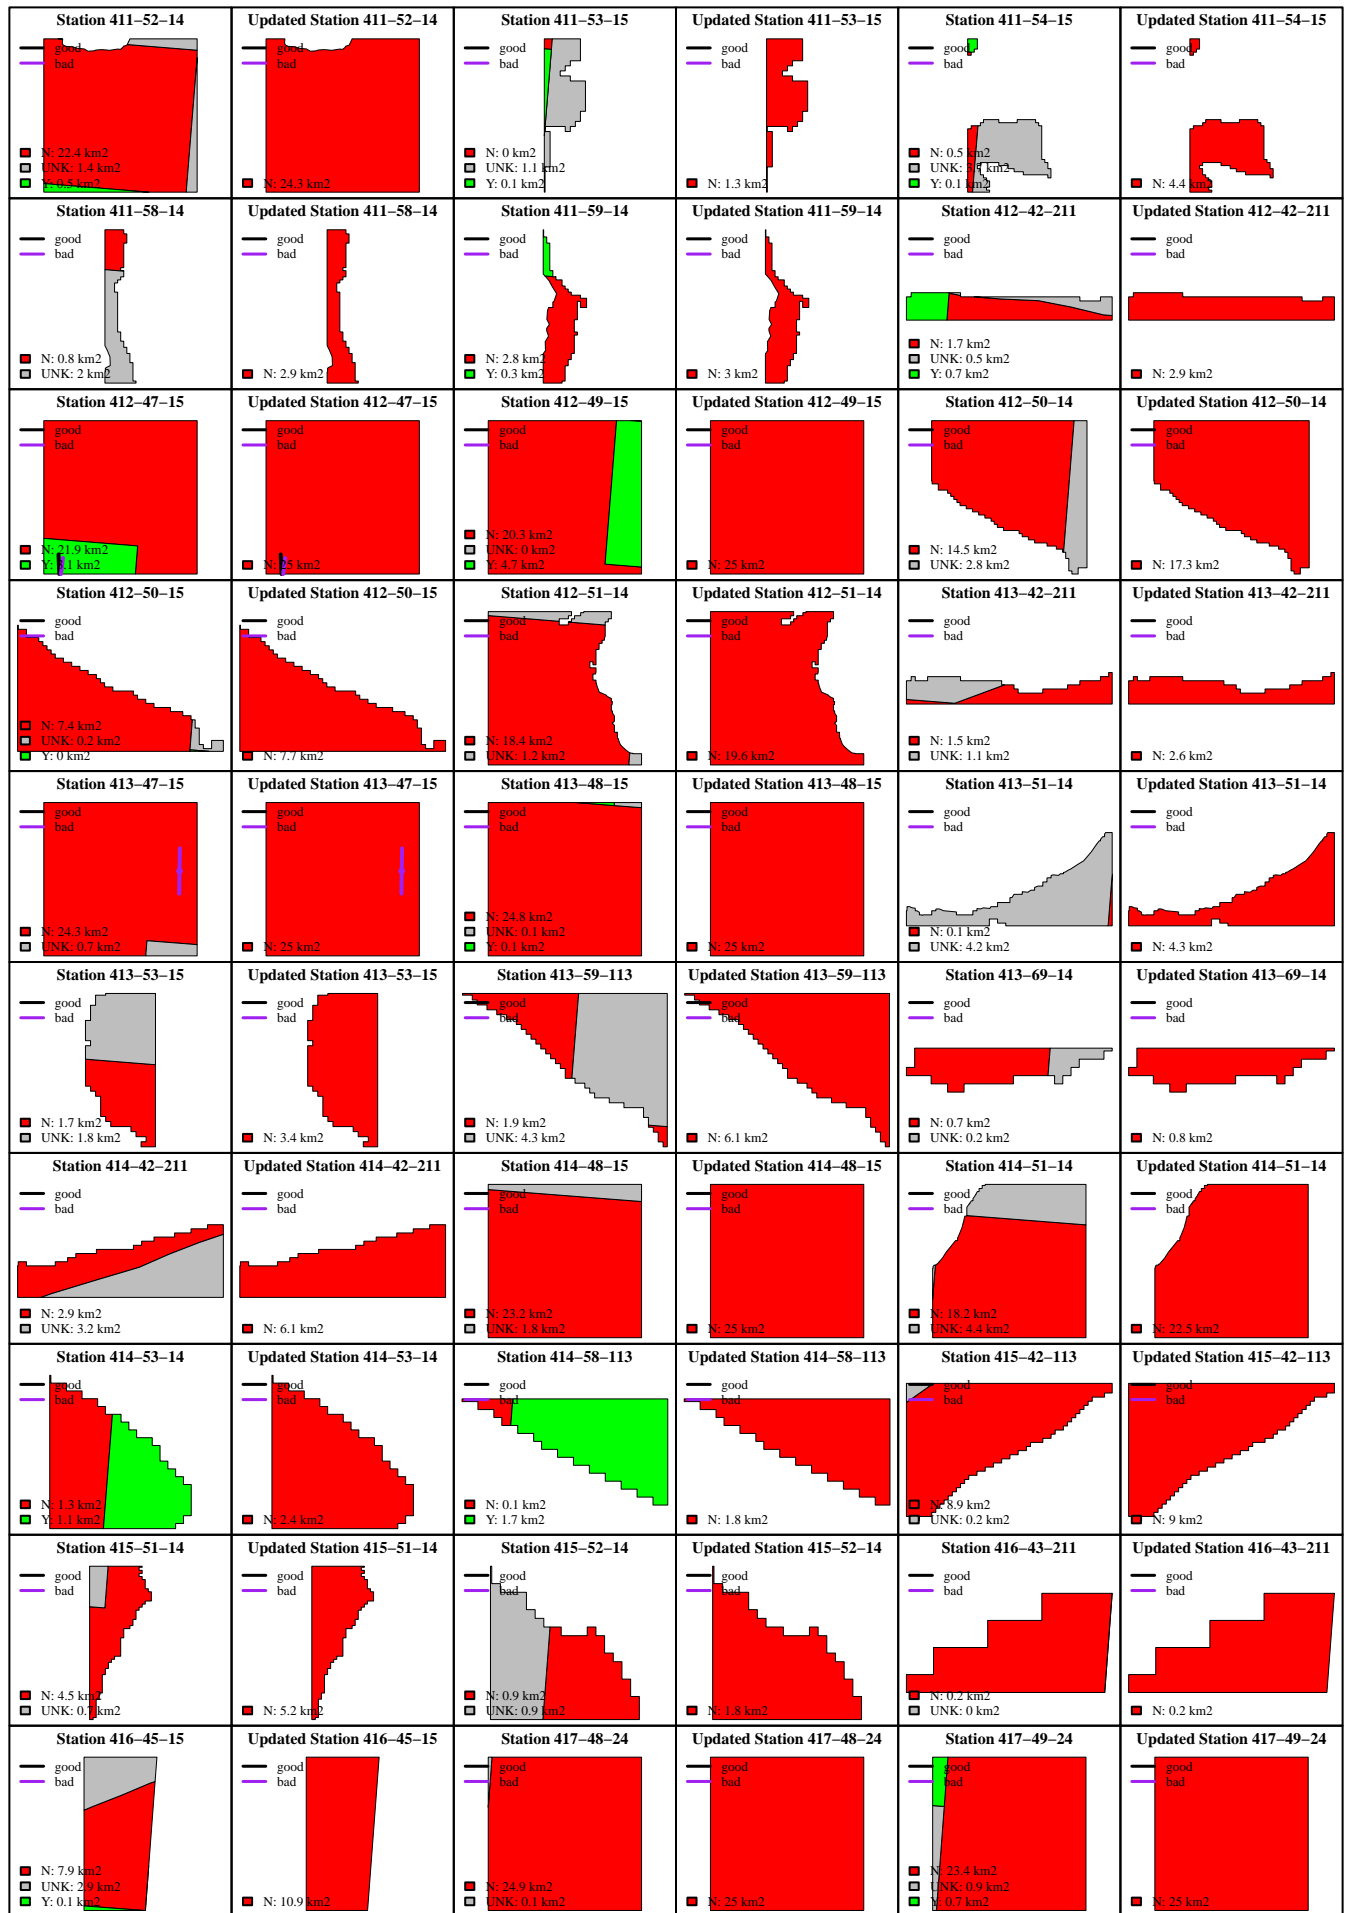 Station 411−52−14
good
bad
N: 22.4 km2
UNK: 1.4 km2
Y: 0.5 km2
Updated Station 411−52−14
good
bad
N: 24.3 km2
Station 411−53−15
good
bad
N: 0 km2
UNK: 1.1 km2
Y: 0.1 km2
Updated Station 411−53−15
good
bad
N: 1.3 km2
Station 411−54−15
good
bad
N: 0.5 km2
UNK: km2
Y: 0.1 km2
Updated Station 411−54−15
good
bad
N: 4.4 km2
Station 411−58−14
good
bad
N: 0.8 km2
UNK: 2 km2
Updated Station 411−58−14
good
bad
N: 2.9 km2
Station 411−59−14
good
bad
N: 2.8 km2
Y: 0.3 km2
Updated Station 411−59−14
good
bad
N: 3 km2
Station 412−42−211
good
bad
N: 1.7 km2
UNK: 0.5 km2
Y: 0.7 km2
Updated Station 412−42−211
good
bad
N: 2.9 km2
Station 412−47−15
good
bad
N: 21.9 km2
Y: 3.1 km2
Updated Station 412−47−15
good
bad
N: 25 km2
Station 412−49−15
good
bad
N: 20.3 km2
UNK: 0 km2
Y: 4.7 km2
Updated Station 412−49−15
good
bad
N: 25 km2
Station 412−50−14
good
bad
N: 14.5 km2
UNK: 2.8 km2
Updated Station 412−50−14
good
bad
N: 17.3 km2
Station 412−50−15
good
bad
N: 7.4 km2
UNK: 0.2 km2
Y: 0 km2
Updated Station 412−50−15
good
bad
N: 7.7 km2
Station 412−51−14
good
bad
N: 18.4 km2
UNK: 1.2 km2
Updated Station 412−51−14
good
bad
N: 19.6 km2
Station 413−42−211
good
bad
N: 1.5 km2
UNK: 1.1 km2
Updated Station 413−42−211
good
bad
N: 2.6 km2
Station 413−47−15
good
bad
N: 24.3 km2
UNK: 0.7 km2
Updated Station 413−47−15
good
bad
N: 25 km2
Station 413−48−15
good
bad
N: 24.8 km2
UNK: 0.1 km2
Y: 0.1 km2
Updated Station 413−48−15
good
bad
N: 25 km2
Station 413−51−14
good
bad
N: 0.1 km2
UNK: 4.2 km2
Updated Station 413−51−14
good
bad
N: 4.3 km2
Station 413−53−15
good
bad
N: 1.7 km2
UNK: 1.8 km2
Updated Station 413−53−15
good
bad
N: 3.4 km2
Station 413−59−113
good
bad
N: 1.9 km2
UNK: 4.3 km2
Updated Station 413−59−113
good
bad
N: 6.1 km2
Station 413−69−14
good
bad
N: 0.7 km2
UNK: 0.2 km2
Updated Station 413−69−14
good
bad
N: 0.8 km2
Station 414−42−211
good
bad
N: 2.9 km2
UNK: 3.2 km2
Updated Station 414−42−211
good
bad
N: 6.1 km2
Station 414−48−15
good
bad
N: 23.2 km2
UNK: 1.8 km2
Updated Station 414−48−15
good
bad
N: 25 km2
Station 414−51−14
good
bad
N: 18.2 km2
UNK: 4.4 km2
Updated Station 414−51−14
good
bad
N: 22.5 km2
Station 414−53−14
good
bad
N: 1.3 km2
Y: 1.1 km2
Updated Station 414−53−14
good
bad
N: 2.4 km2
Station 414−58−113
good
bad
N: 0.1 km2
Y: 1.7 km2
Updated Station 414−58−113
good
bad
N: 1.8 km2
Station 415−42−113
good
bad
N: 8.9 km2
UNK: 0.2 km2
Updated Station 415−42−113
good
bad
N: 9 km2
Station 415−51−14
good
bad
N: 4.5 km2
UNK: 0.7 km2
Updated Station 415−51−14
good
bad
N: 5.2 km2
Station 415−52−14
good
bad
N: 0.9 km2
UNK: 0.9 km2
Updated Station 415−52−14
good
bad
N: 1.8 km2
Station 416−43−211
good
bad
N: 0.2 km2
UNK: 0 km2
Updated Station 416−43−211
good
bad
N: 0.2 km2
Station 416−45−15
good
bad
N: 7.9 km2
UNK: 2.9 km2
Y: 0.1 km2
Updated Station 416−45−15
good
bad
N: 10.9 km2
Station 417−48−24
good
bad
N: 24.9 km2
UNK: 0.1 km2
Updated Station 417−48−24
good
bad
N: 25 km2
Station 417−49−24
good
bad
N: 23.4 km2
UNK: 0.9 km2
Y: 0.7 km2
Updated Station 417−49−24
good
bad
N: 25 km2